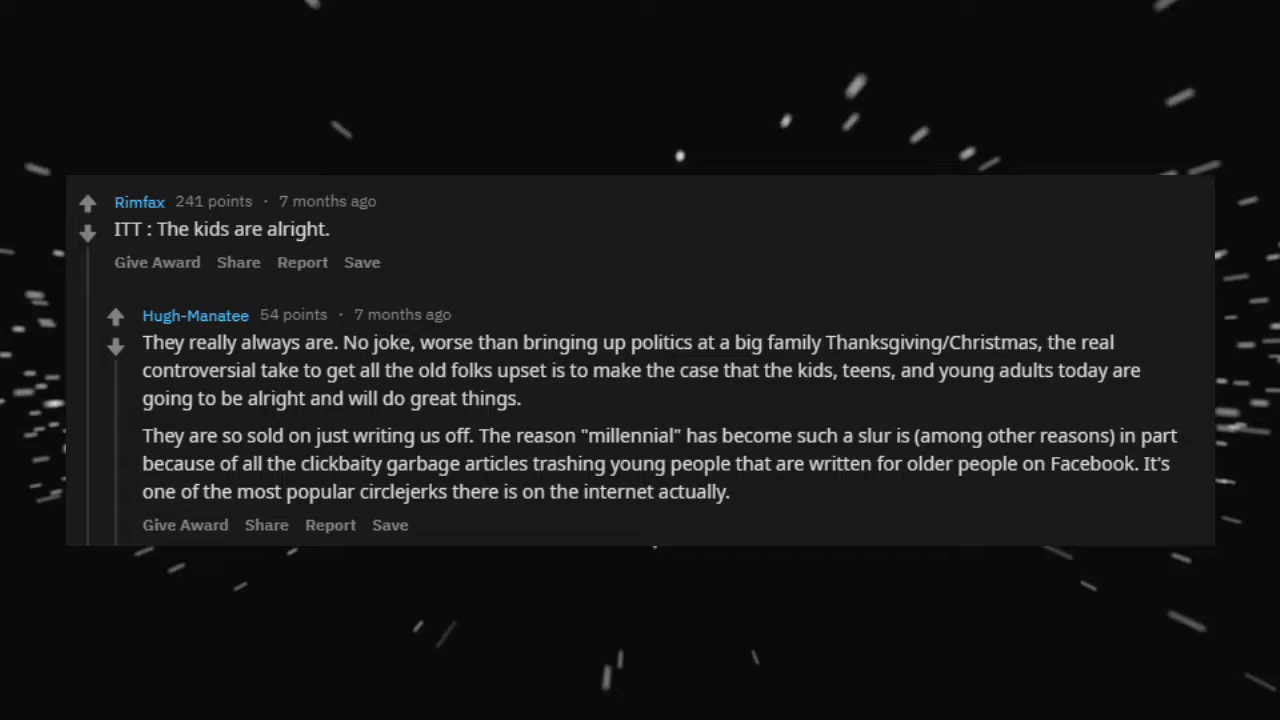 Rimfax 241 points · 7 months ago
ITT : The kids are alright.
Give Award Share Report Save
Hugh-Manatee 54 points · 7 months ago
They really always are. No joke, worse than bringing up politics at a big family Thanksgiving/Christmas, the real
controversial take to get all the old folks upset is to make the case that the kids, teens, and young adults today are
going to be alright and will do great things.
They are so sold on just writing us off. The reason "millennial" has become such a slur is (among other reasons) in part
because of all the clickbaity garbage articles trashing young people that are written for older people on Facebook. It's
one of the most popular circlejerks there is on the internet actually.
Give Award Share Report Save